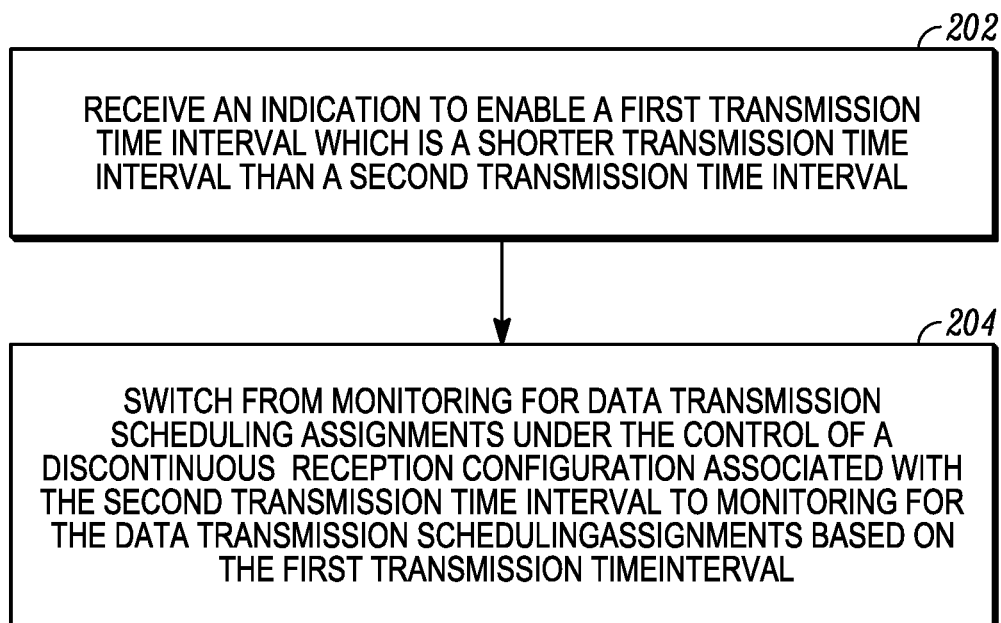 202
RECEIVE AN INDICATION TO ENABLE A FIRST TRANSMISSION
TIME INTERVAL WHICH IS A SHORTER TRANSMISSION TIME
INTERVAL THAN A SECOND TRANSMISSION TIME INTERVAL
204
SWITCH FROM MONITORING FOR DATA TRANSMISSION
SCHEDULING ASSIGNMENTS UNDER THE CONTROL OF A
DISCONTINUOUS RECEPTION CONFIGURATION ASSOCIATED WITH
THE SECOND TRANSMISSION TIME INTERVAL TO MONITORING FOR
THE DATA TRANSMISSION SCHEDULINGASSIGNMENTS BASED ON
THE FIRST TRANSMISSION TIMEINTERVAL